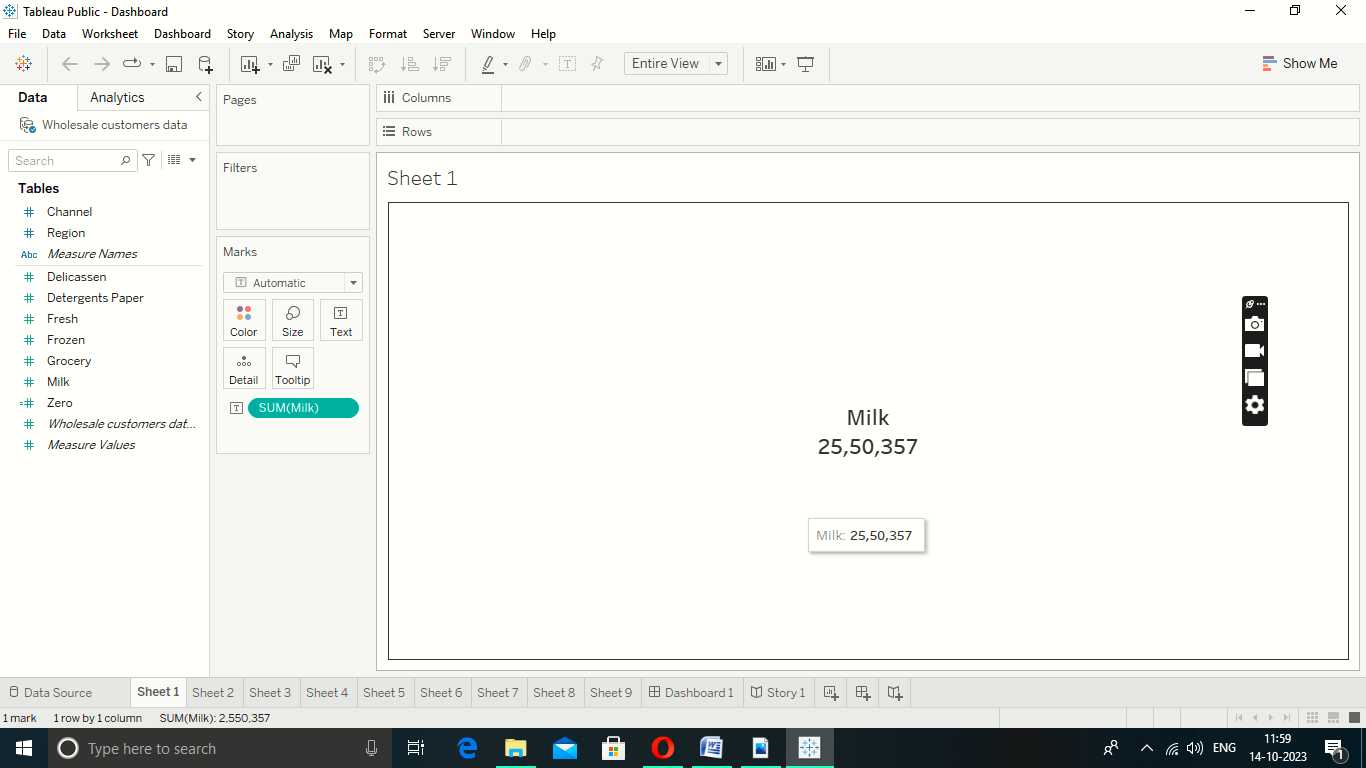 Tableau Public - Dashboard
File Data Worksheet Dashboard Story Analysis Map Format Server Window Help
Entire View
Show Me
Data Analytics
Wholesale customers data
Search
Tables
Channel
Region
Abc Measure Names
Delicassen
Detergents Paper
Fresh
Frozen
Grocery
Milk
Zero
Wholesale customers dat...
Measure Values
Pages
Filters
Marks
Automatic
Color Size Text
Detail Tooltip
SUM(Milk)
Columns
Rows
Sheet 1
Milk
25,50,357
Milk: 25,50,357
Data Source Sheet 1 Sheet 2 Sheet 3 Sheet 4 Sheet 5 Sheet 6 Sheet 7 Sheet 8 Sheet 9 Dashboard 1 Story 1
1 mark 1 row by 1 column SUM(Milk): 2,550,357
Type here to search
ENG
11:59
14-10-2023
1